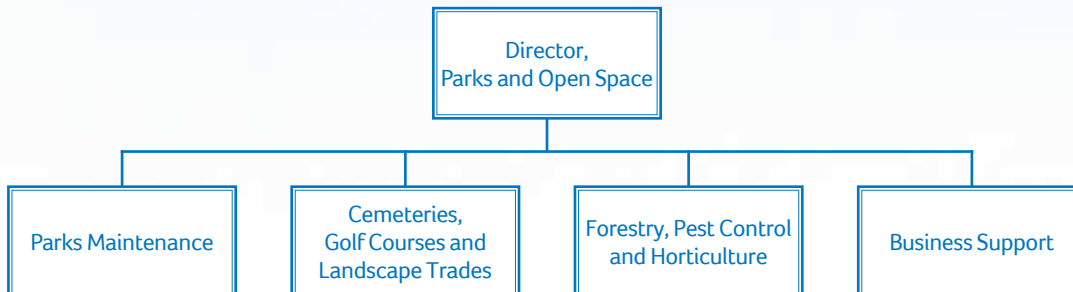 Director,
Parks and Open Space
Parks Maintenance
Cemeteries,
Golf Courses and
Landscape Trades
Forestry, Pest Control
and Horticulture
Business Support